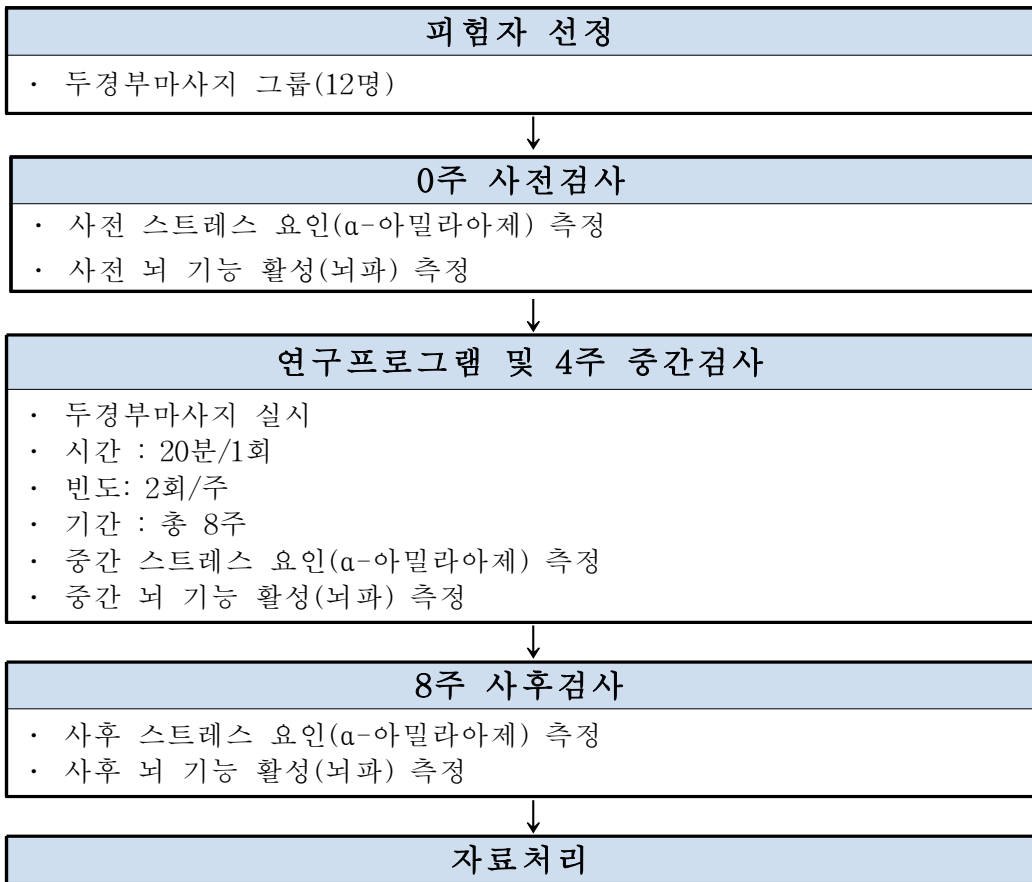 피험자 선정
· 두경부마사지 그룹(12명)
0주 사전검사
· 사전 스트레스 요인(α-아밀라아제) 측정
· 사전 뇌 기능 활성(뇌파) 측정
연구프로그램 및 4주 중간검사
· 두경부마사지 실시
· 시간 : 20분/1회
· 빈도: 2회/주
· 기간 : 총 8주
· 중간 스트레스 요인(α-아밀라아제) 측정
· 중간 뇌 기능 활성(뇌파) 측정
8주 사후검사
· 사후 스트레스 요인(α-아밀라아제) 측정
· 사후 뇌 기능 활성(뇌파) 측정
자료처리